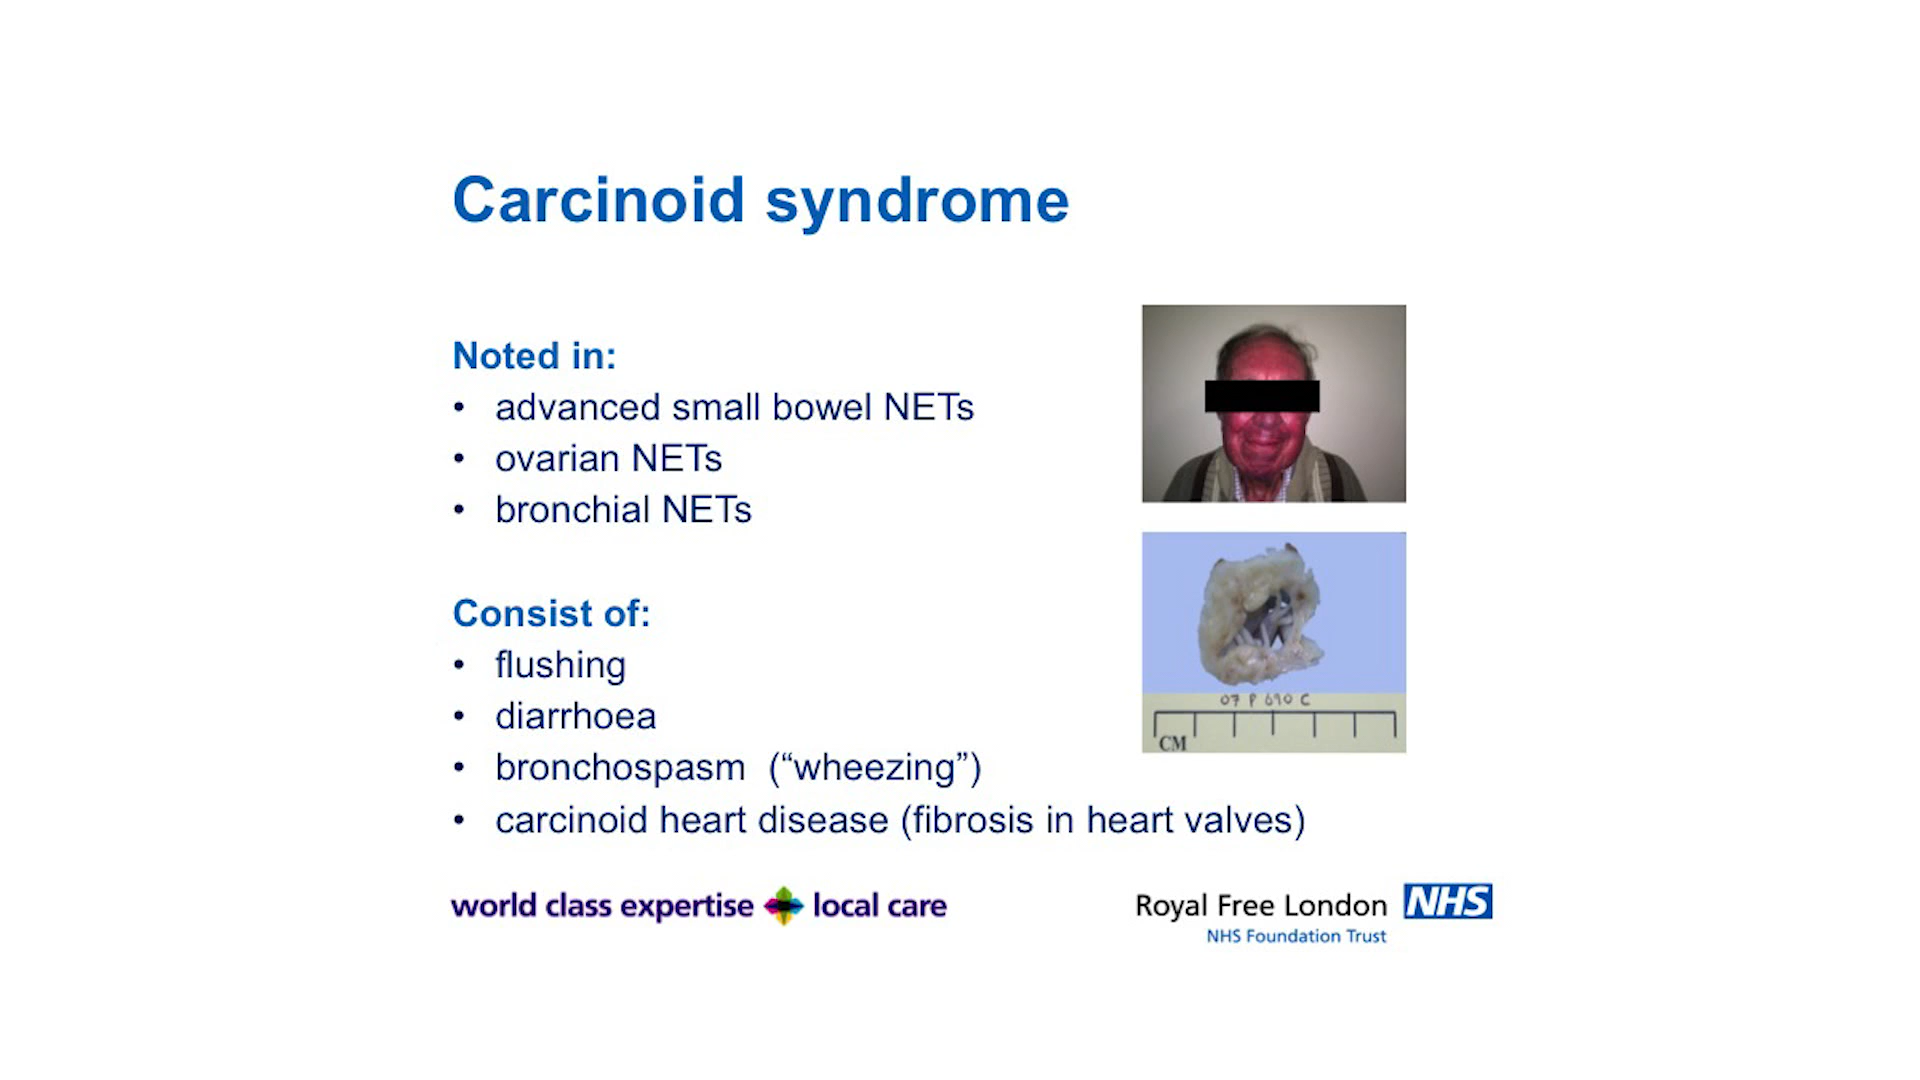 Carcinoid syndrome
Noted in:
• advanced small bowel NETs
• ovarian NETs
• bronchial NETs
Consist of:
• flushing
• diarrhoea
• bronchospasm (“wheezing”)
• carcinoid heart disease (fibrosis in heart valves)
07 P 690 C
CM
world class expertise local care
Royal Free London NHS
NHS Foundation Trust